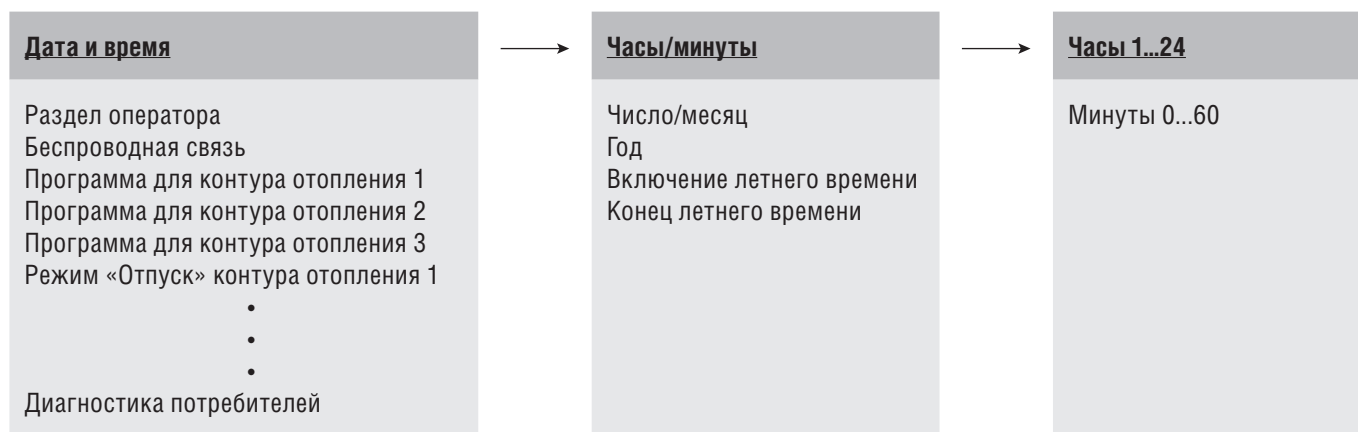 Дата и время
Раздел оператора
Беспроводная связь
Программа для контура отопления 1
Программа для контура отопления 2
Программа для контура отопления 3
Режим «Отпуск» контура отопления 1
•
•
•
Диагностика потребителей
Часы/минуты
Число/месяц
Год
Включение летнего времени
Конец летнего времени
Часы 1...24
Минуты 0...60